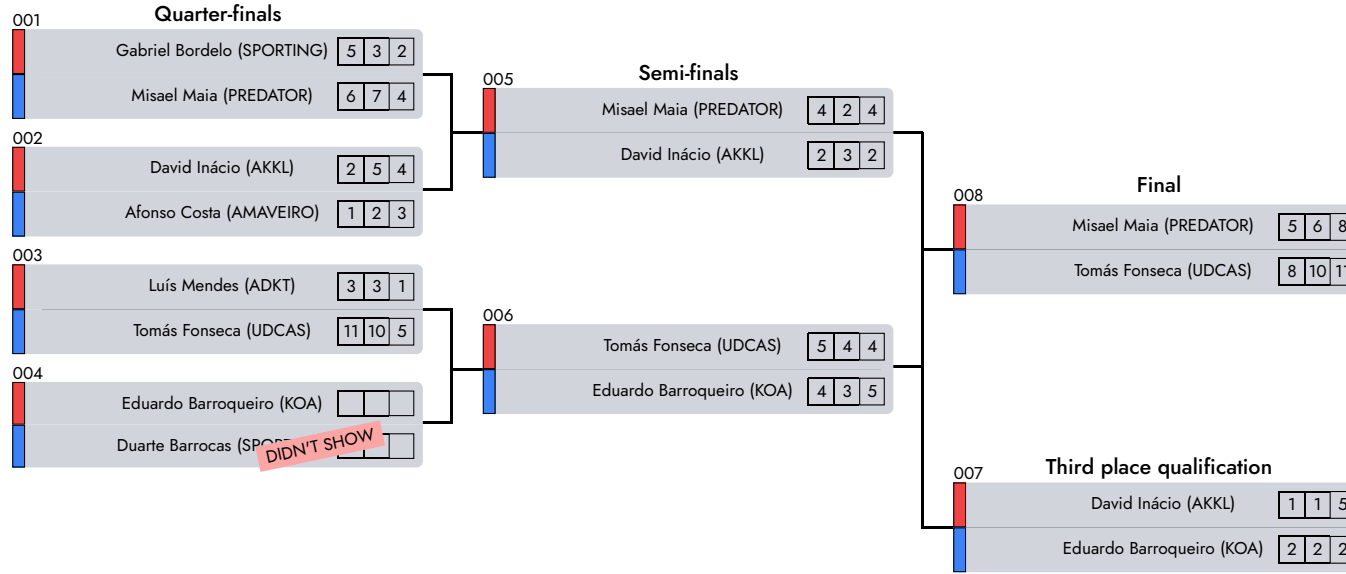 Quarter-finals
001
Gabriel Bordelo (SPORTING) 5 3 2
Misael Maia (PREDATOR) 6 7 4
002
David Inácio (AKKL) 2 5 4
Afonso Costa (AMAVEIRO) 1 2 3
003
Luís Mendes (ADKT) 3 3 1
Tomás Fonseca (UDCAS) 11 10 5
004
Eduardo Barroqueiro (KOA)
Duarte Barrocas
DIDN'T SHOW
Semi-finals
005
Misael Maia (PREDATOR) 4 2 4
David Inácio (AKKL) 2 3 2
006
Tomás Fonseca (UDCAS) 5 4 4
Eduardo Barroqueiro (KOA) 4 3 5
Final
008
Misael Maia (PREDATOR) 5 6 8
Tomás Fonseca (UDCAS) 8 10 11
Third place qualification
007
David Inácio (AKKL) 1 1 5
Eduardo Barroqueiro (KOA) 2 2 2